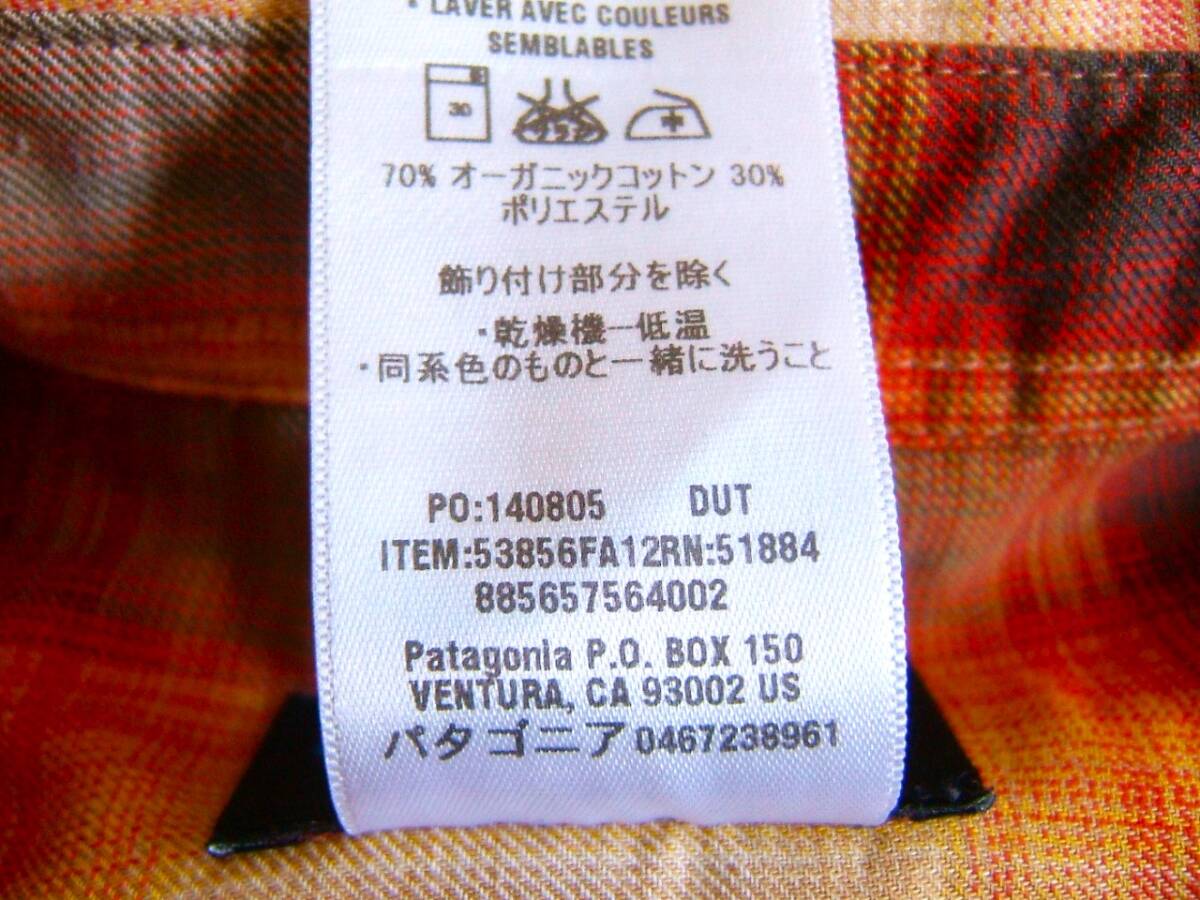 ・LAVER AVEC COULEURS
SEMBLABLES
30
70% オーガニックコットン 30%
ポリエステル
飾り付け部分を除く
・乾燥機ー低温
・同系色のものと一緒に洗うこと
PO:140805 DUT
ITEM:53856FA12RN:51884
885657564002
Patagonia P.O. BOX 150
VENTURA, CA 93002 US
パタゴニア 0467238961